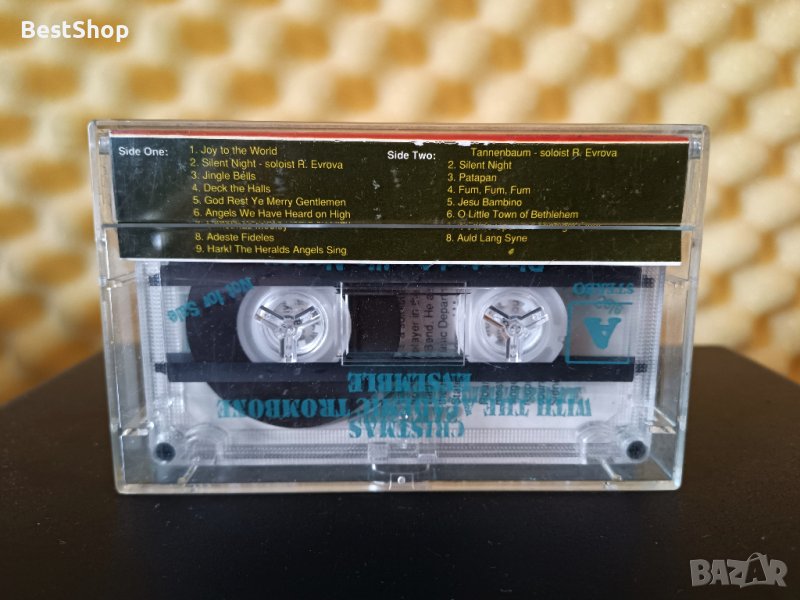 BestShop
Side One:
1. Joy to the World
2. Silent Night - soloist R. Evrova
3. Jingle Bells
4. Deck the Halls
5. God Rest Ye Merry Gentlemen
6. Angels We Have Heard on High
8. Adeste Fideles
9. Hark! The Heralds Angels Sing
Side Two:
Tannenbaum - soloist R. Evrova
2. Silent Night
3. Patapan
4. Fum, Fum, Fum
5. Jesu Bambino
6. O Little Town of Bethlehem
8. Auld Lang Syne
Not for Sale
A
STEREO
CRISTMAS
WITH THE ACADEMIC TROMBONE
ENSEMBLE
BAZAR